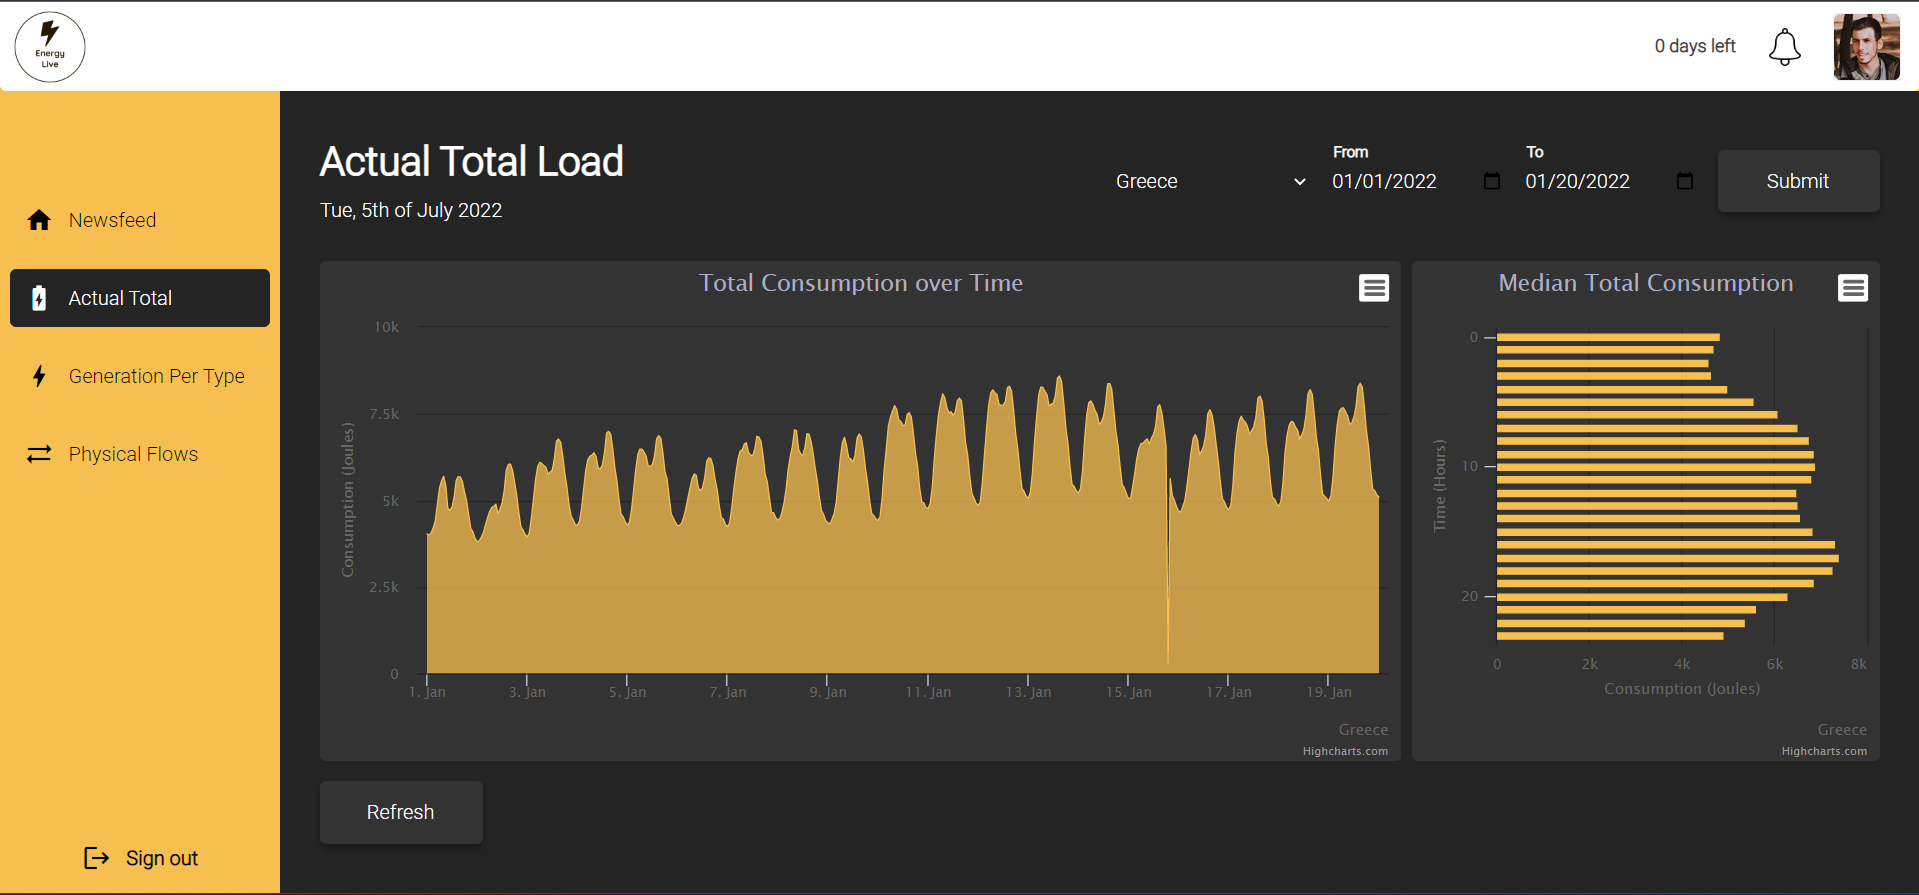 Energy
Live
0 days left
Newsfeed
Actual Total
Generation Per Type
Physical Flows
Sign out
Actual Total Load
Tue, 5th of July 2022
Greece
From
01/01/2022
To
01/20/2022
Submit
Total Consumption over Time
Consumption (Joules)
10k
7.5k
5k
2.5k
0
1. Jan 3. Jan 5. Jan 7. Jan 9. Jan 11. Jan 13. Jan 15. Jan 17. Jan 19. Jan
Greece
Highcharts.com
Median Total Consumption
Time (Hours)
0
10
20
0 2k 4k 6k 8k
Consumption (Joules)
Greece
Highcharts.com
Refresh